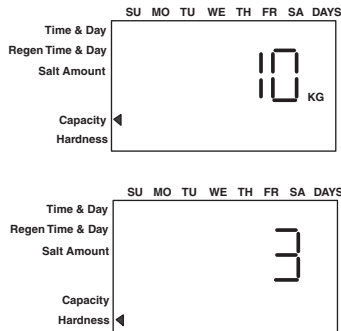 SU MO TU WE TH FR SA DAYS
Time & Day
Regen Time & Day
Salt Amount
10 KG
Capacity
Hardness
SU MO TU WE TH FR SA DAYS
Time & Day
Regen Time & Day
Salt Amount
3
Capacity
Hardness